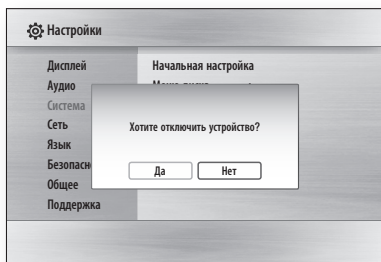 Настройки
Дисплей
Начальная настройка
Аудио
Система
Сеть
Хотите отключить устройство?
Язык
Да
Нет
Общее
Поддержка